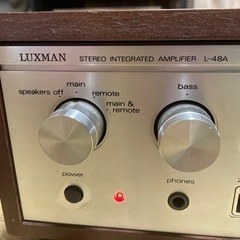 LUXMAN STEREO INTEGRATED AMPLIFIER L-48A
main
speakers off remote bass
main &
remote
power phones